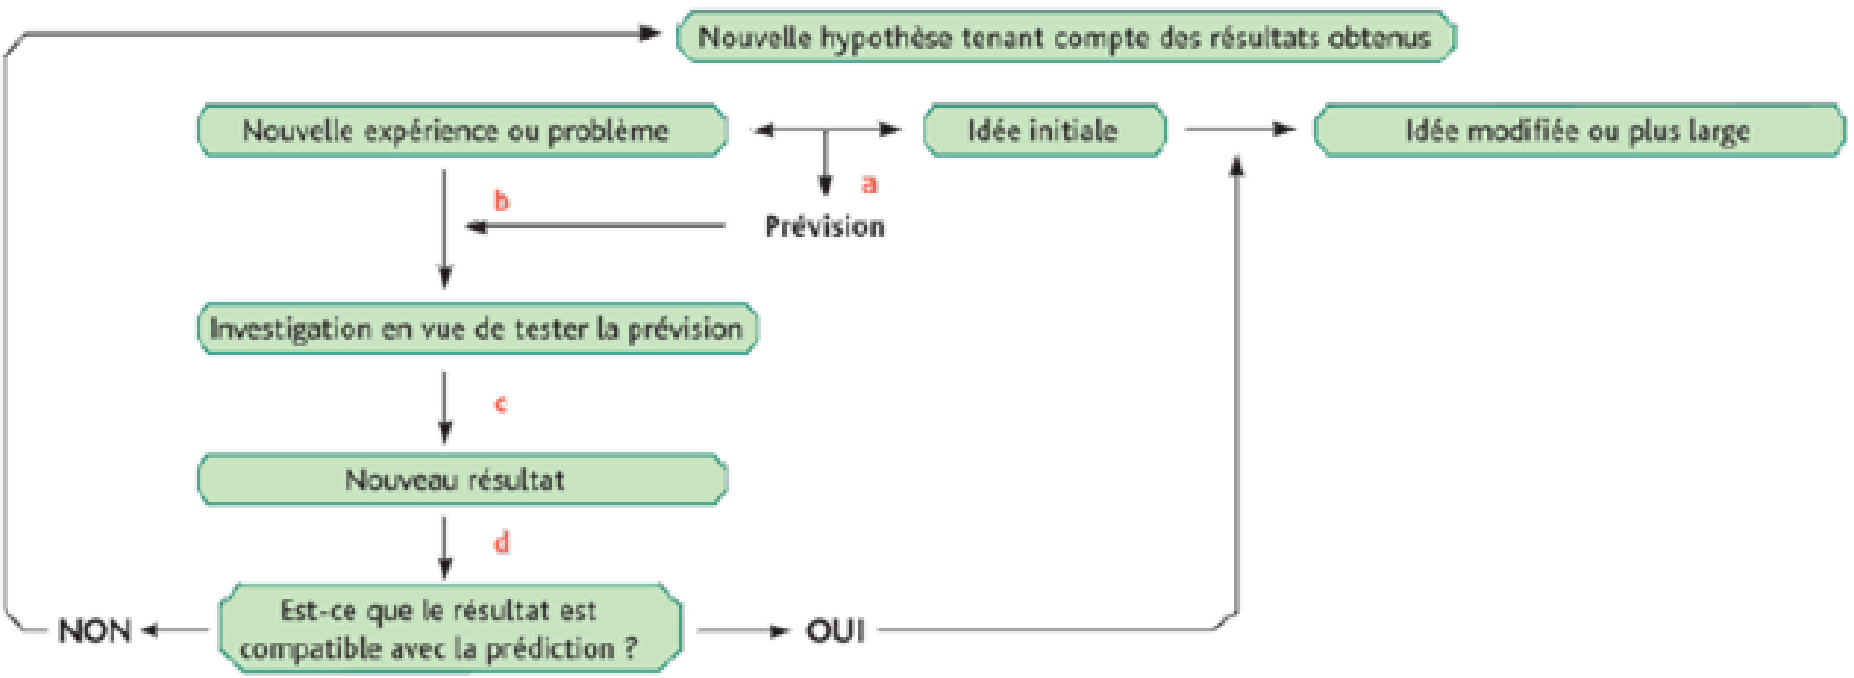 Nouvelle hypothèse tenant compte des résultats obtenus
Nouvelle expérience ou problème
Idée initiale
Idée modifiée ou plus large
a
b
Prévision
Investigation en vue de tester la prévision
c
Nouveau résultat
d
Est-ce que le résultat est
compatible avec la prédiction ?
NON
OUI